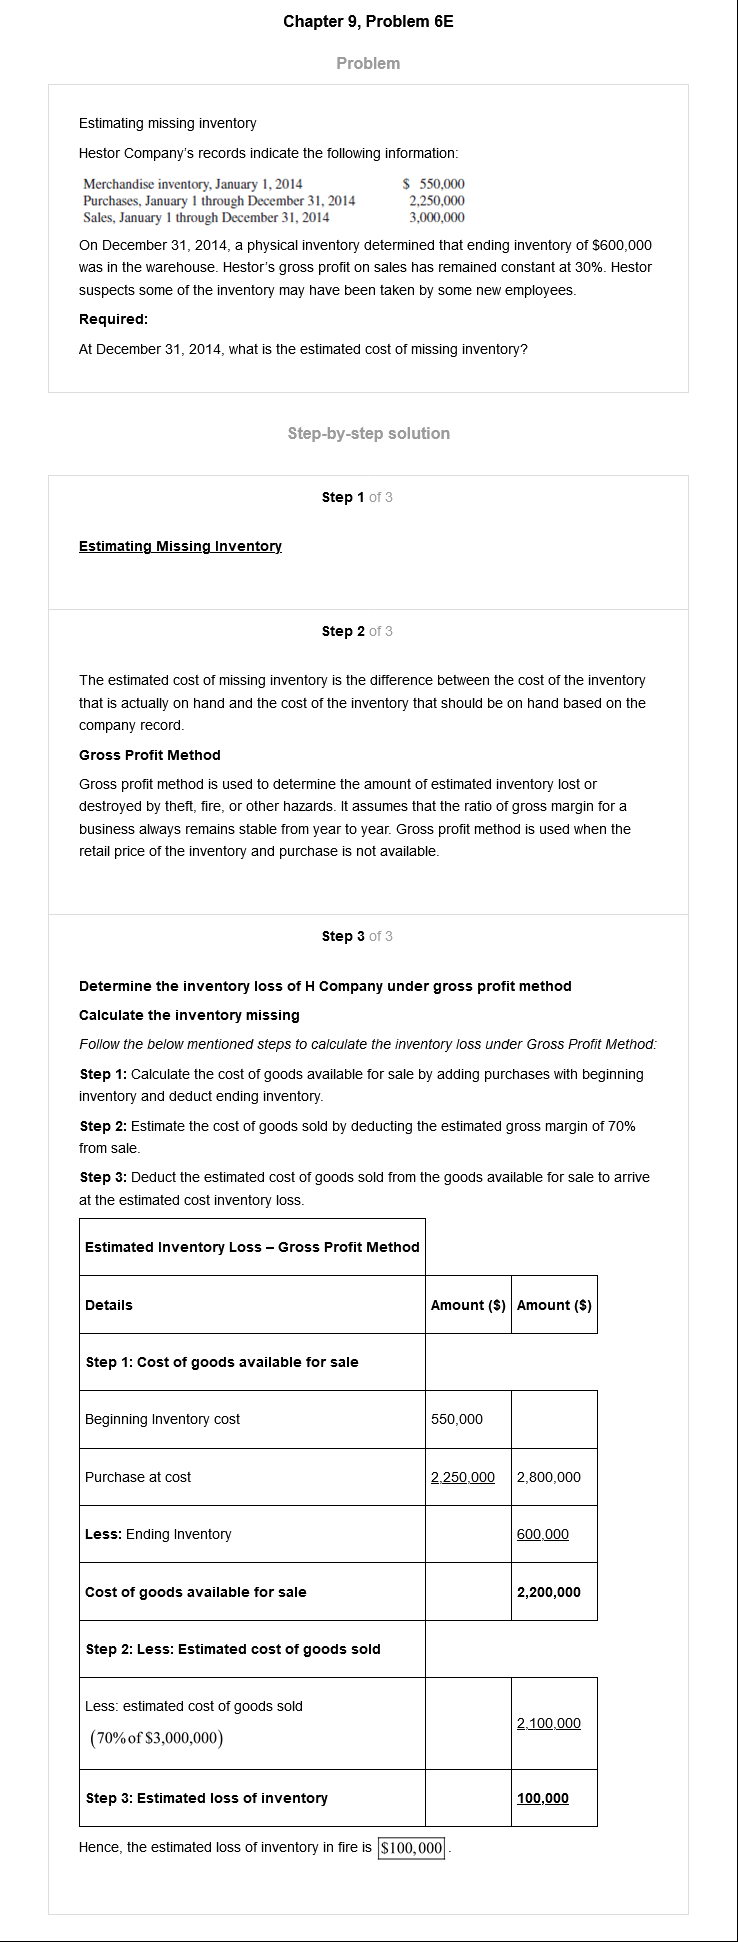 Chapter 9, Problem 6E
Problem
Estimating missing inventory
Hestor Company's records indicate the following information:
Merchandise inventory, January 1, 2014 $ 550,000
Purchases, January 1 through December 31, 2014 2,250,000
Sales, January 1 through December 31, 2014 3,000,000
On December 31, 2014, a physical inventory determined that ending inventory of $600,000
was in the warehouse. Hestor's gross profit on sales has remained constant at 30%. Hestor
suspects some of the inventory may have been taken by some new employees.
Required:
At December 31, 2014, what is the estimated cost of missing inventory?
Step-by-step solution
Step 1 of 3
Estimating Missing Inventory
Step 2 of 3
The estimated cost of missing inventory is the difference between the cost of the inventory
that is actually on hand and the cost of the inventory that should be on hand based on the
company record.
Gross Profit Method
Gross profit method is used to determine the amount of estimated inventory lost or
destroyed by theft, fire, or other hazards. It assumes that the ratio of gross margin for a
business always remains stable from year to year. Gross profit method is used when the
retail price of the inventory and purchase is not available.
Step 3 of 3
Determine the inventory loss of H Company under gross profit method
Calculate the inventory missing
Follow the below mentioned steps to calculate the inventory loss under Gross Profit Method:
Step 1: Calculate the cost of goods available for sale by adding purchases with beginning
inventory and deduct ending inventory.
Step 2: Estimate the cost of goods sold by deducting the estimated gross margin of 70%
from sale.
Step 3: Deduct the estimated cost of goods sold from the goods available for sale to arrive
at the estimated cost inventory loss.
Estimated Inventory Loss – Gross Profit Method
Details Amount ($) Amount ($)
Step 1: Cost of goods available for sale
Beginning Inventory cost 550,000
Purchase at cost 2,250,000 2,800,000
Less: Ending Inventory 600,000
Cost of goods available for sale 2,200,000
Step 2: Less: Estimated cost of goods sold
Less: estimated cost of goods sold
(70% of $3,000,000) 2,100,000
Step 3: Estimated loss of inventory 100,000
Hence, the estimated loss of inventory in fire is $100,000.